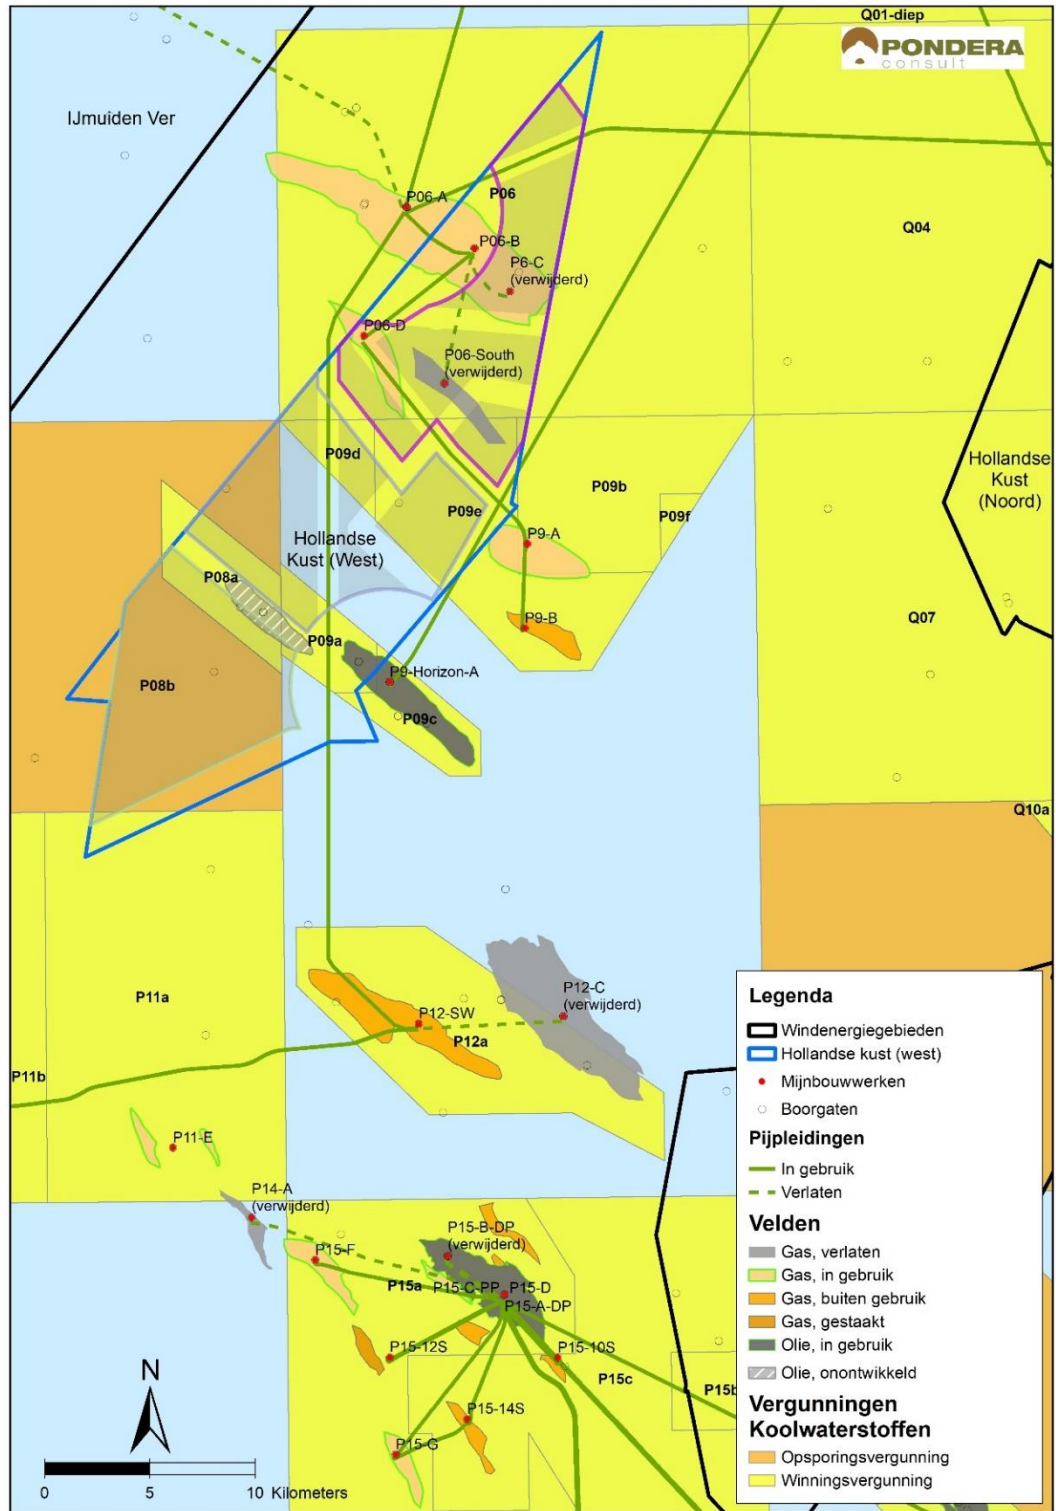 Q01-diep
PONDERA
consult
IJmuiden Ver
P06-A
P06
P06-B
P6-C
(verwijderd)
Q04
P06-D
P06-South
(verwijderd)
P09d
P09b
Hollandse
Kust
(Noord)
P09e
P09f
Hollandse
Kust (West)
P9-A
P08a
P9-B
Q07
P09a
P08b
P9-Horizon-A
P09c
Q10a
P11a
P12-C
(verwijderd)
P12-SW
P12a
P11b
P11-E
P14-A
(verwijderd)
P15-B-DP
(verwijderd)
P15-F
P15a
P15-C-PP
P15-D
P15-A-DP
P15-12S
P15-10S
P15c
P15b
P15-14S
P15-G
N
0
5
10 Kilometers
Legenda
Windenergiegebieden
Hollandse kust (west)
Mijnbouwwerken
Boorgaten
Pijpleidingen
In gebruik
Verlaten
Velden
Gas, verlaten
Gas, in gebruik
Gas, buiten gebruik
Gas, gestaakt
Olie, in gebruik
Olie, onontwikkeld
Vergunningen
Koolwaterstoffen
Opsporingsvergunning
Winningsvergunning